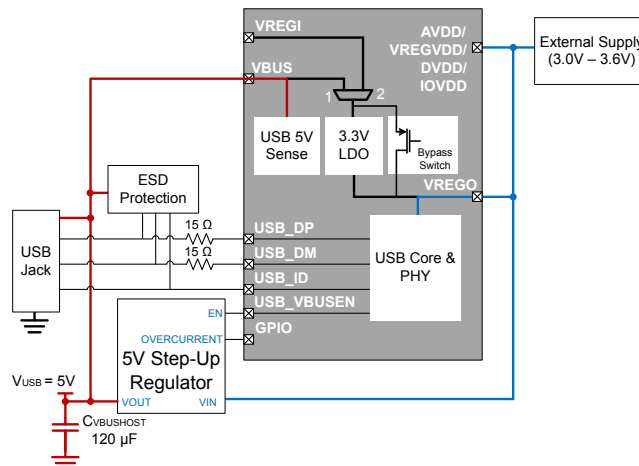 VREGI
VBUS
AVDD/
VREGVDD/
DVDD/
IOVDD
External Supply
(3.0V – 3.6V)
1
2
USB 5V
Sense
3.3V
LDO
Bypass
Switch
VREGO
ESD
Protection
USB
Jack
15 Ω
15 Ω
USB_DP
USB_DM
USB_ID
USB_VBUSEN
GPIO
USB Core &
PHY
EN
OVERCURRENT
5V Step-Up
Regulator
VOUT
VIN
VUSB = 5V
CVBUSHOST
120 µF